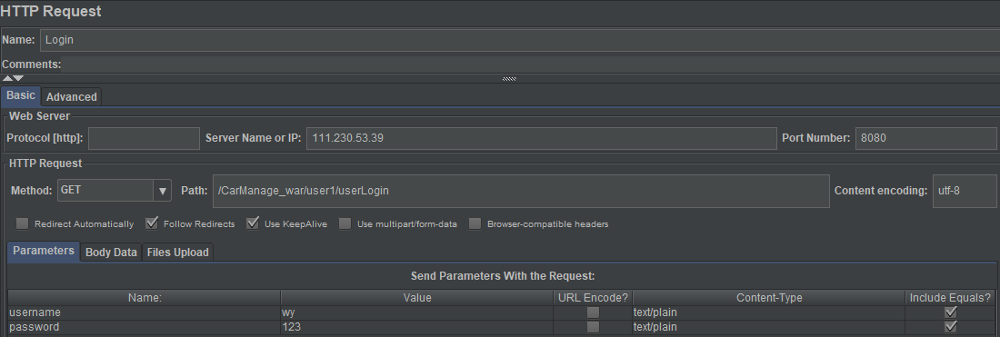 HTTP Request
Name: Login
Comments:
Basic Advanced
Web Server
Protocol [http]: Server Name or IP: 111.230.53.39 Port Number: 8080
HTTP Request
Method: GET Path: /CarManage_war/user1/userLogin Content encoding: utf-8
Redirect Automatically Follow Redirects Use KeepAlive Use multipart/form-data Browser-compatible headers
Parameters Body Data Files Upload
Send Parameters With the Request:
Name: Value URL Encode? Content-Type Include Equals?
username wy text/plain
password 123 text/plain